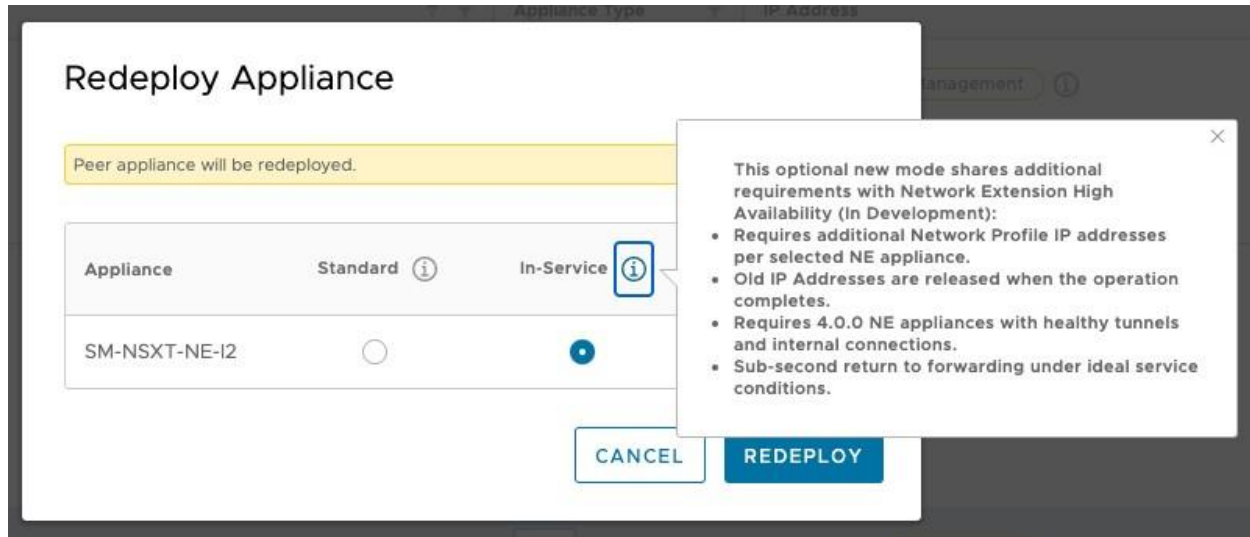 Appliance Type
IP Address
Redeploy Appliance
anagement
Peer appliance will be redeployed.
Appliance
Standard
In-Service
SM-NSXT-NE-I2
This optional new mode shares additional
requirements with Network Extension High
Availability (In Development):
• Requires additional Network Profile IP addresses
per selected NE appliance.
• Old IP Addresses are released when the operation
completes.
• Requires 4.0.0 NE appliances with healthy tunnels
and internal connections.
• Sub-second return to forwarding under ideal service
conditions.
CANCEL
REDEPLOY